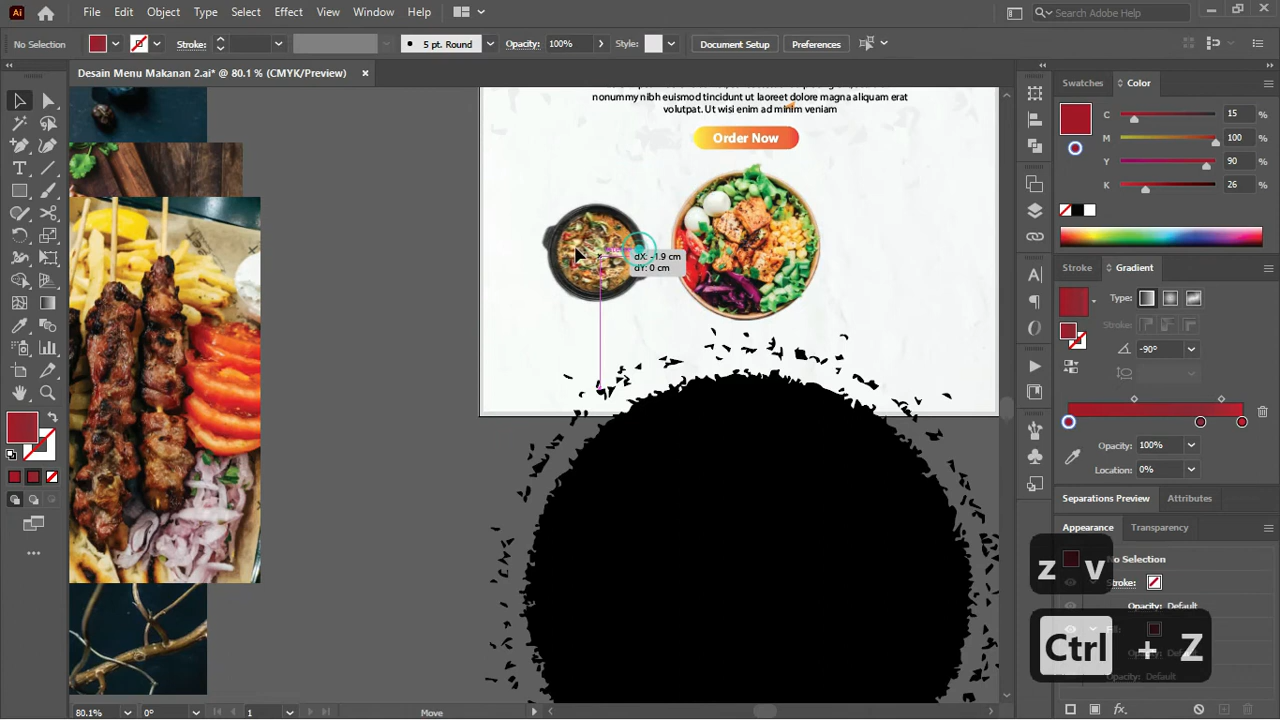 Ai
File Edit Object Type Select Effect View Window Help
Search Adobe Help
No Selection
Stroke:
5 pt. Round
Opacity: 100%
Style:
Document Setup
Preferences
Desain Menu Makanan 2.ai* @ 80.1 % (CMYK/Preview)
nonummy nibh euismod tincidunt ut laoreet dolore magna aliquam erat
volutpat. Ut wisi enim ad minim veniam
Order Now
dX: -1.9 cm
dY: 0 cm
Swatches
Color
C 15 %
M 100 %
Y 90 %
K 26 %
Stroke
Gradient
Type:
Stroke:
-90°
Opacity: 100%
Location: 0%
Separations Preview
Attributes
Appearance
Transparency
No Selection
Stroke:
Opacity: Default
z v
Ctrl + Z
80.1%
0°
1
Move